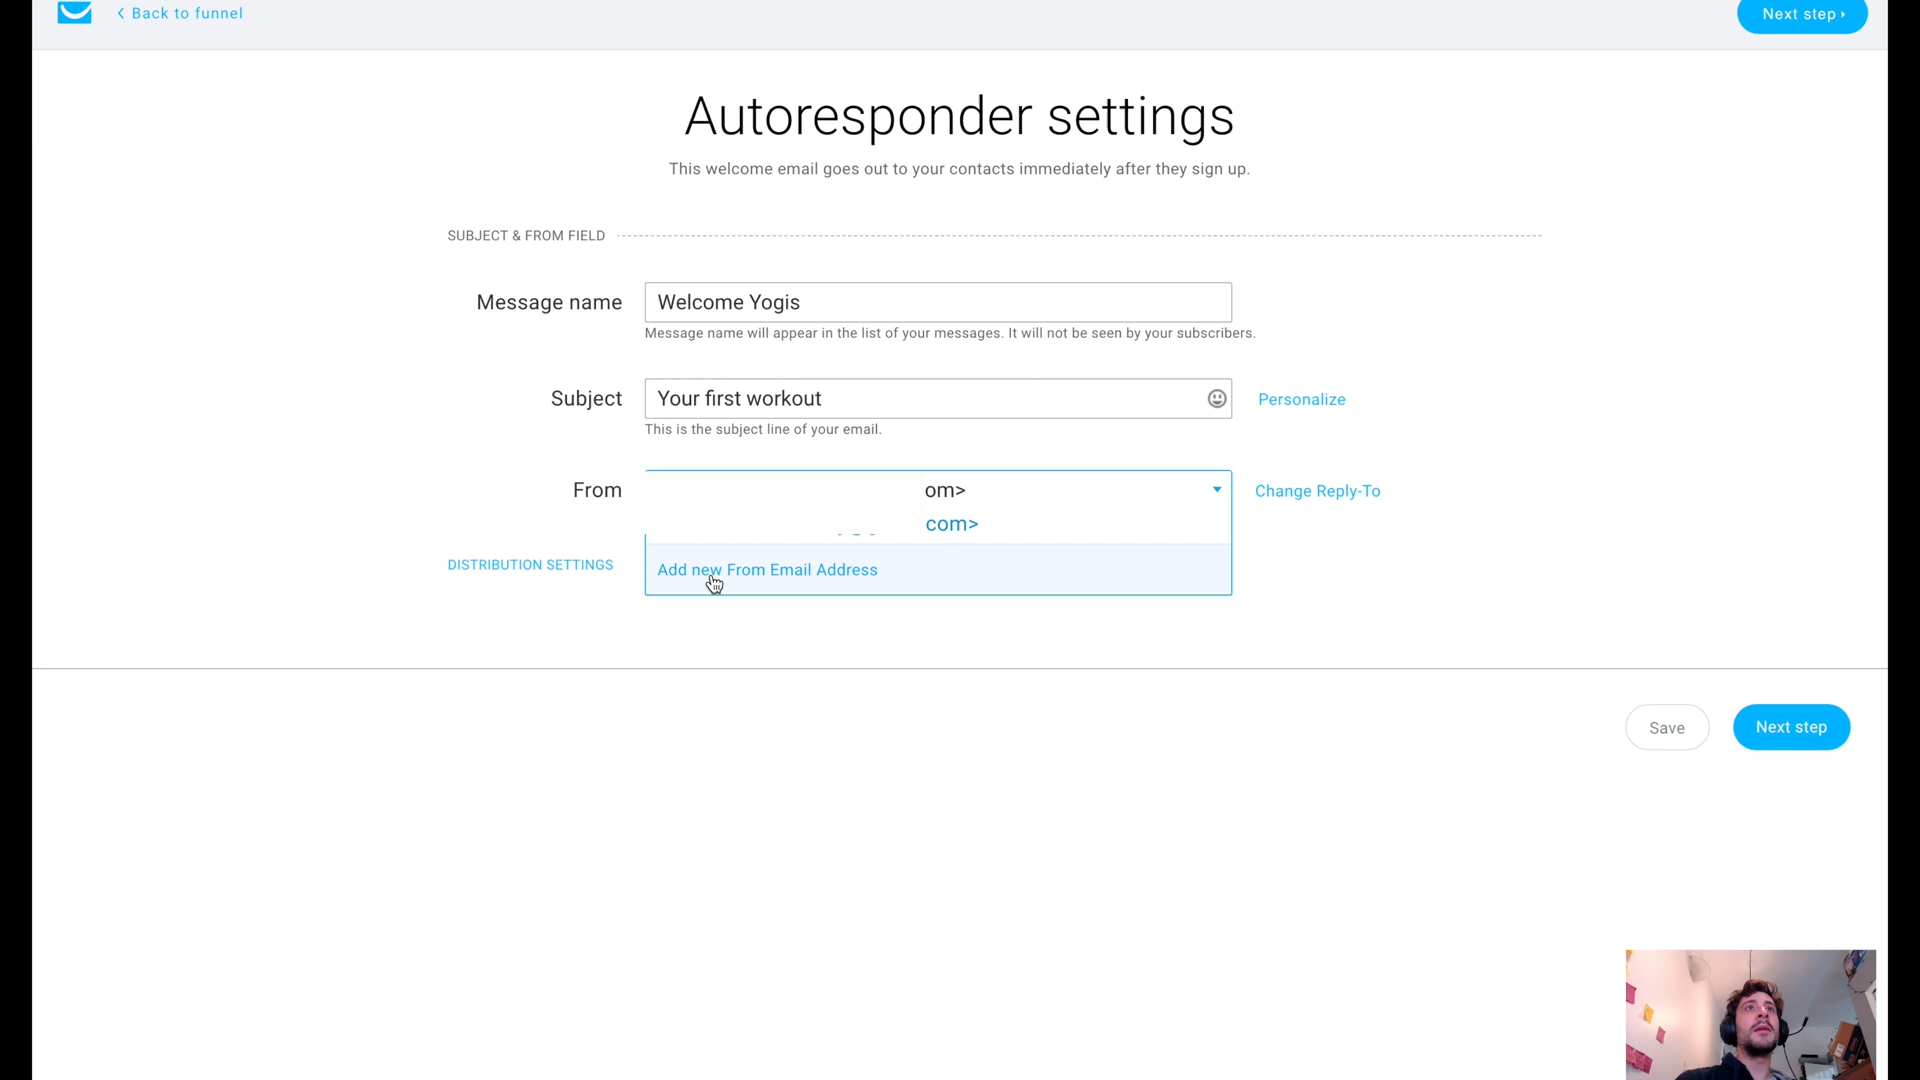 Back to funnel
Next step
Autoresponder settings
This welcome email goes out to your contacts immediately after they sign up.
SUBJECT & FROM FIELD
Message name
Welcome Yogis
Message name will appear in the list of your messages. It will not be seen by your subscribers.
Subject
Your first workout
Personalize
This is the subject line of your email.
From
om>
Change Reply-To
com>
DISTRIBUTION SETTINGS
Add new From Email Address
Save
Next step